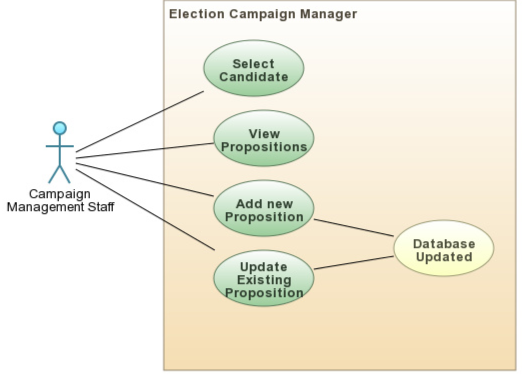 Election Campaign Manager
Select
Candidate
View
Propositions
Campaign
Management Staff
Add new
Proposition
Database
Updated
Update
Existing
Proposition